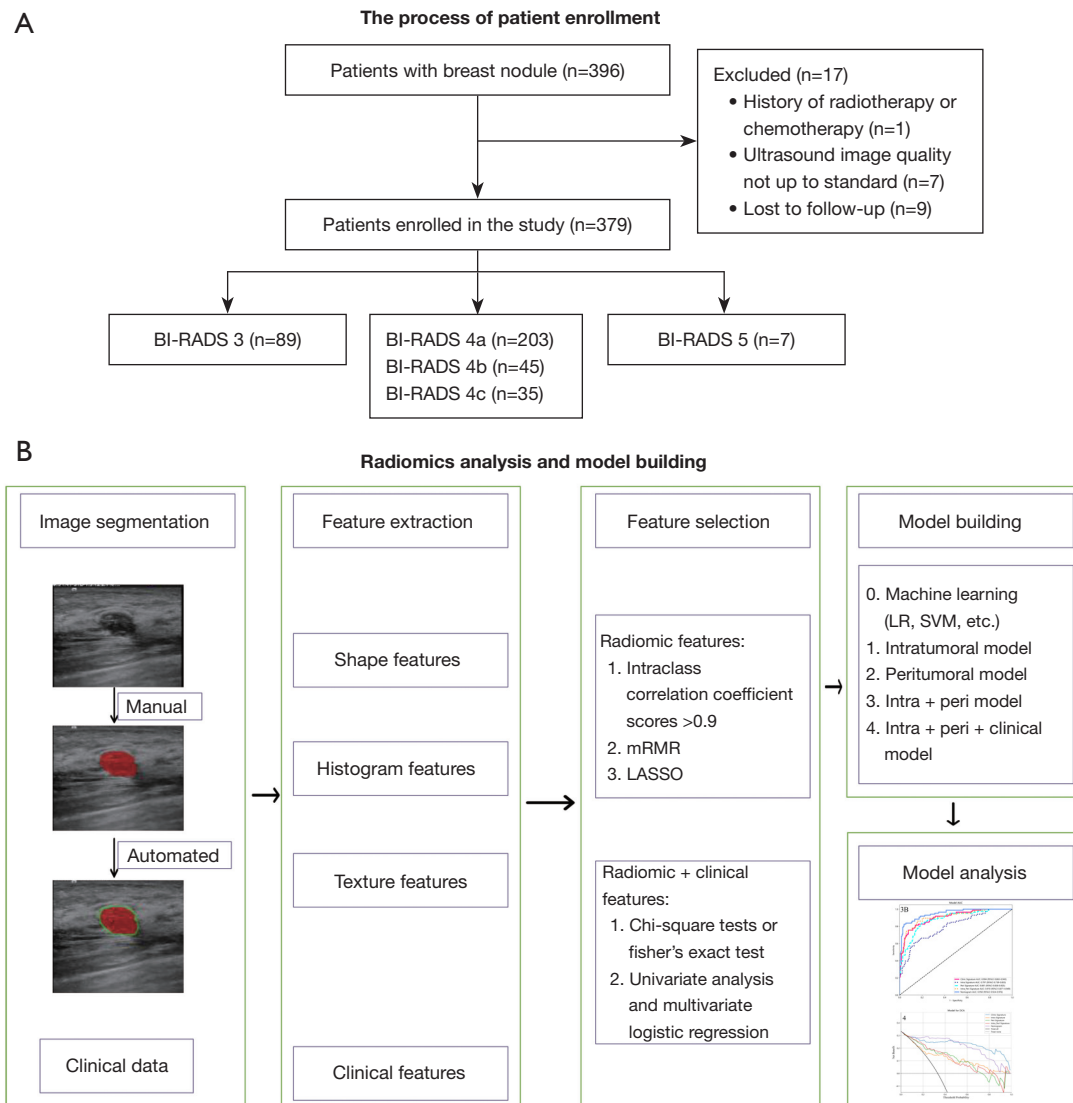 A
The process of patient enrollment
Patients with breast nodule (n=396)
Excluded (n=17)
• History of radiotherapy or
chemotherapy (n=1)
• Ultrasound image quality
not up to standard (n=7)
• Lost to follow-up (n=9)
Patients enrolled in the study (n=379)
BI-RADS 3 (n=89)
BI-RADS 4a (n=203)
BI-RADS 4b (n=45)
BI-RADS 4c (n=35)
BI-RADS 5 (n=7)
B
Radiomics analysis and model building
Image segmentation
Manual
Automated
Clinical data
Feature extraction
Shape features
Histogram features
Texture features
Clinical features
Feature selection
Radiomic features:
1. Intraclass
correlation coefficient
scores >0.9
2. mRMR
3. LASSO
Radiomic + clinical
features:
1. Chi-square tests or
fisher's exact test
2. Univariate analysis
and multivariate
logistic regression
Model building
0. Machine learning
(LR, SVM, etc.)
1. Intratumoral model
2. Peritumoral model
3. Intra + peri model
4. Intra + peri + clinical
model
Model analysis
3B
4